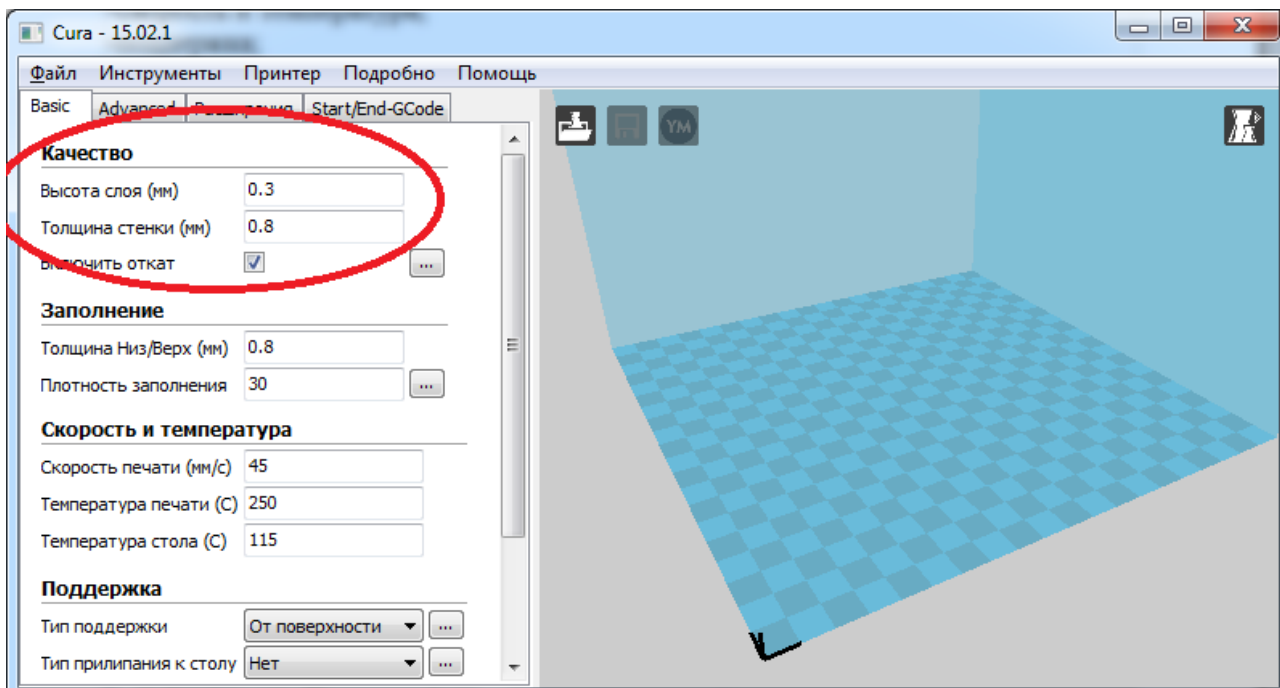 Cura - 15.02.1
Файл Инструменты Принтер Подробно Помощь
Basic Advanced Расширения Start/End-GCode
YM
Качество
Высота слоя (мм) 0.3
Толщина стенки (мм) 0.8
Включить откат ...
Заполнение
Толщина Низ/Верх (мм) 0.8
Плотность заполнения 30 ...
Скорость и температура
Скорость печати (мм/с) 45
Температура печати (C) 250
Температура стола (C) 115
Поддержка
Тип поддержки От поверхности ...
Тип прилипания к столу Нет ...